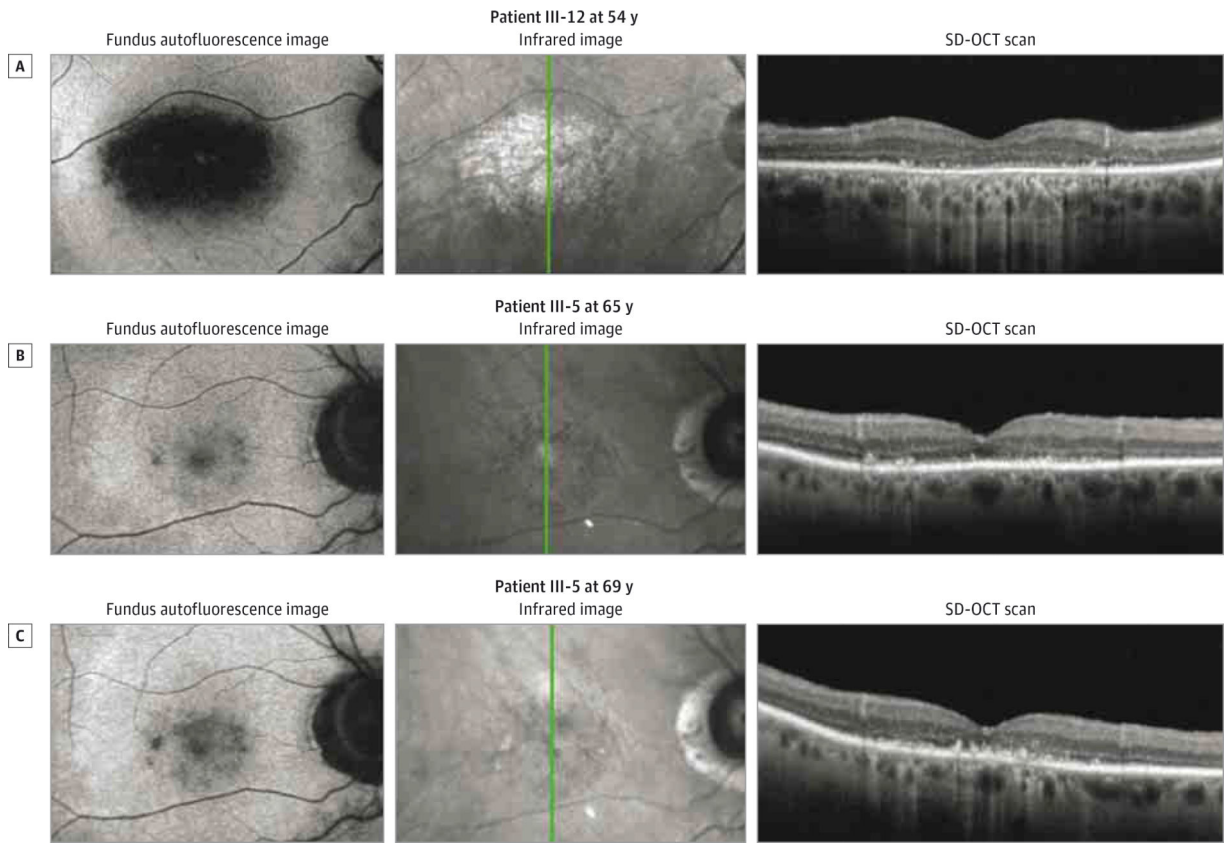 Patient III-12 at 54 y
Fundus autofluorescence image Infrared image SD-OCT scan
A
Patient III-5 at 65 y
Fundus autofluorescence image Infrared image SD-OCT scan
B
Patient III-5 at 69 y
Fundus autofluorescence image Infrared image SD-OCT scan
C